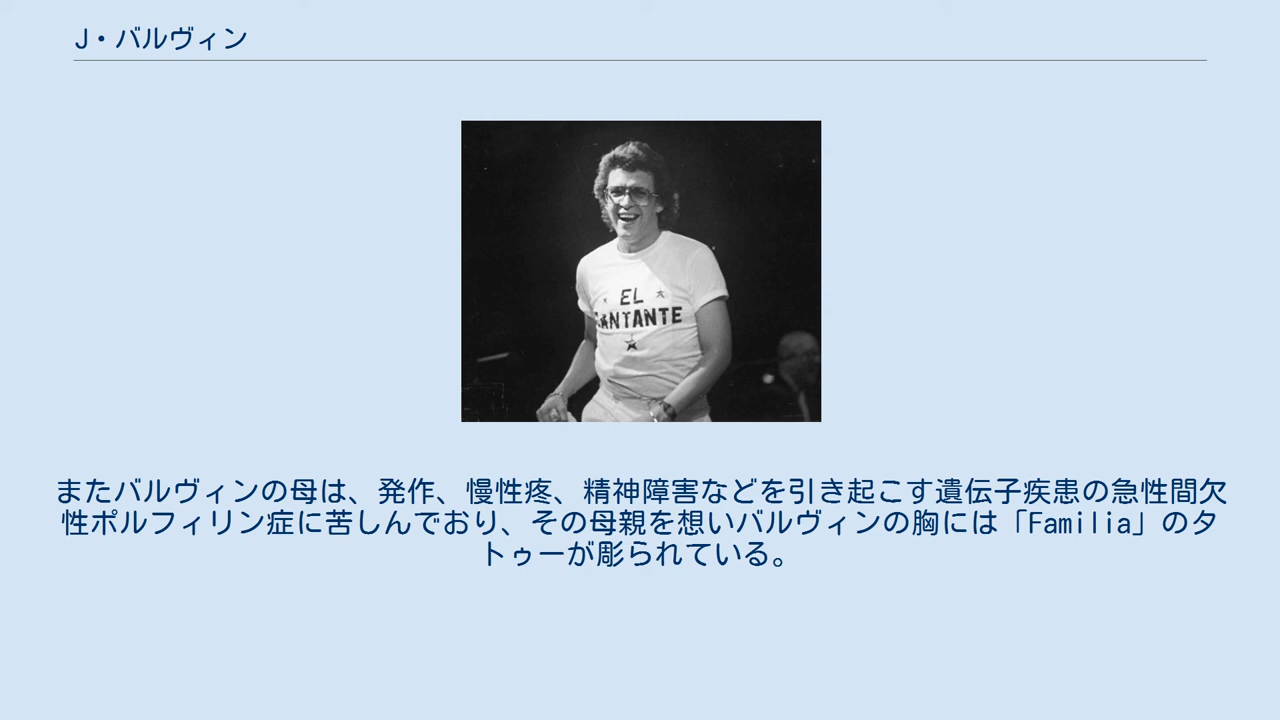 J・バルヴィン
EL
CANTANTE
またバルヴィンの母は、発作、慢性疼、精神障害などを引き起こす遺伝子疾患の急性間欠
性ポルフィリン症に苦しんでおり、その母親を想いバルヴィンの胸には「Familia」のタ
トゥーが彫られている。